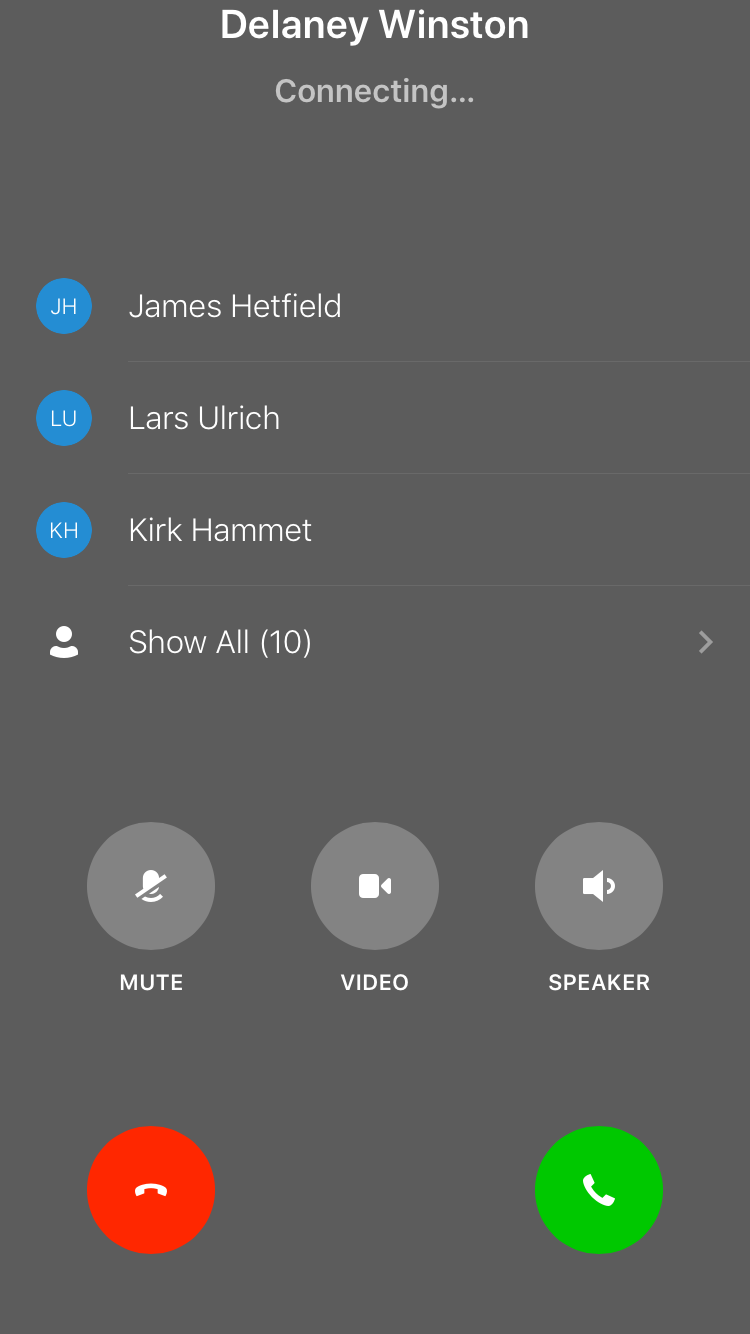 Delaney Winston
Connecting...
JH James Hetfield
LU Lars Ulrich
KH Kirk Hammet
Show All (10)
MUTE VIDEO SPEAKER